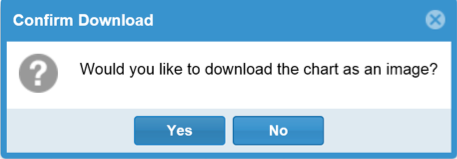 Confirm Download
Would you like to download the chart as an image?
Yes No